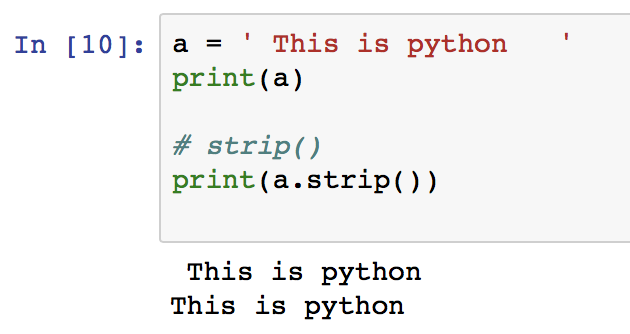 In [10]: a = ' This is python   '
print(a)
# strip()
print(a.strip())
 This is python
This is python